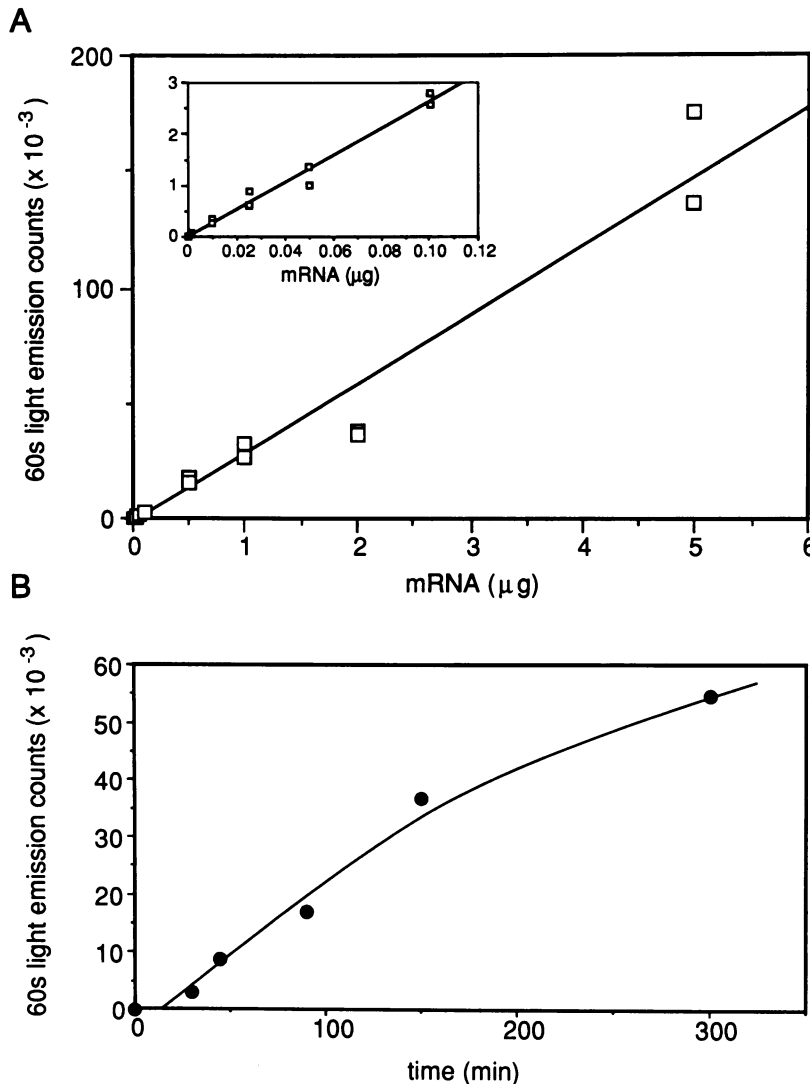 A
60s light emission counts (x 10 -3)
200
100
0
0 1 2 3 4 5 6
mRNA (μg)
3
2
1
0
0 0.02 0.04 0.06 0.08 0.10 0.12
mRNA (μg)
B
60s light emission counts (x 10 -3)
60
50
40
30
20
10
0
0 100 200 300
time (min)